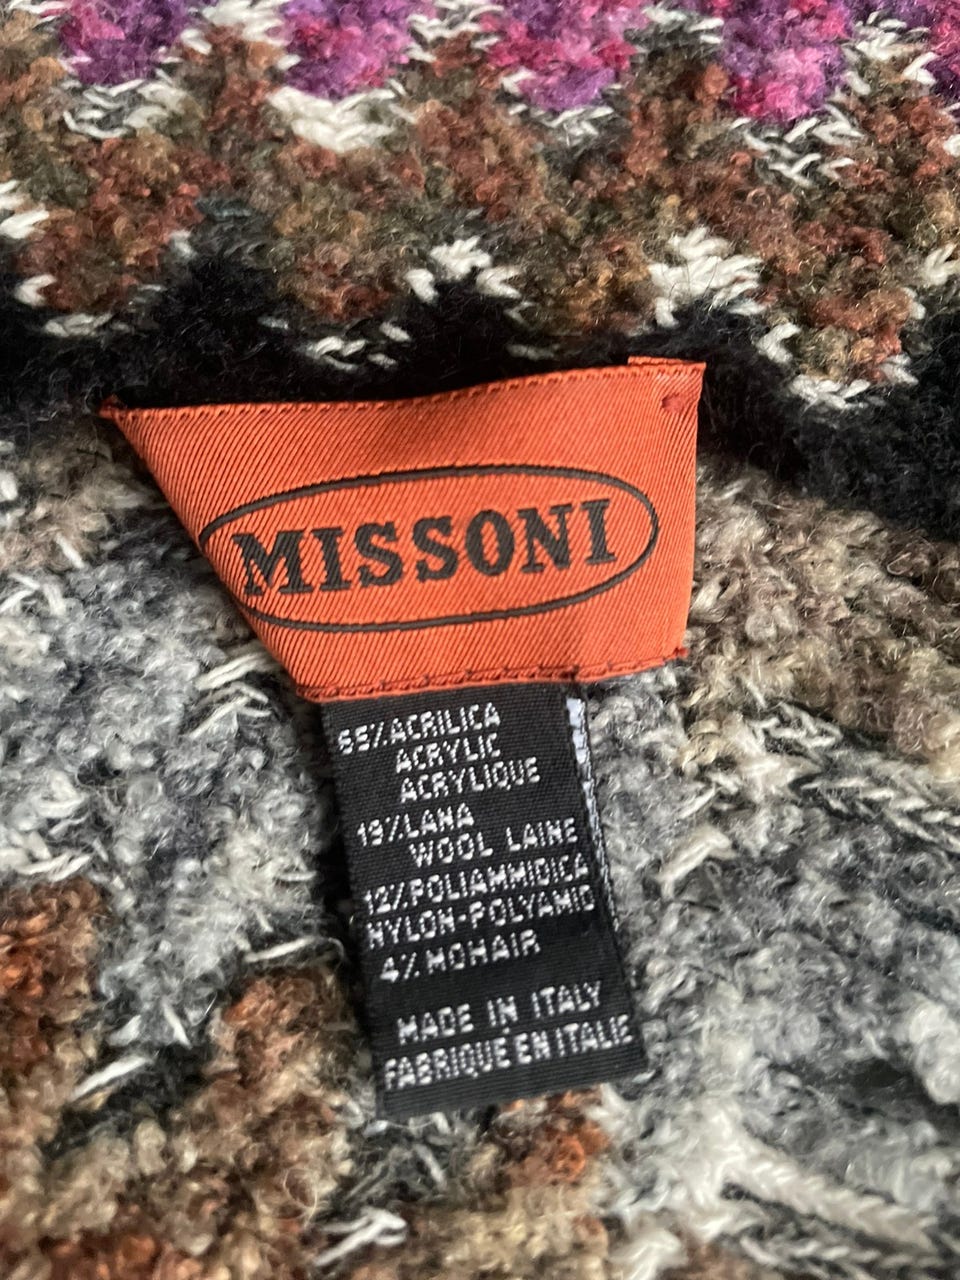 MISSONI
65%ACRILICA
ACRYLIC
ACRYLIQUE
19%LANA
WOOL LAINE
12%POLIAMMIDICA
NYLON-POLYAMID
4%MOHAIR
MADE IN ITALY
FABRIQUE EN ITALIE